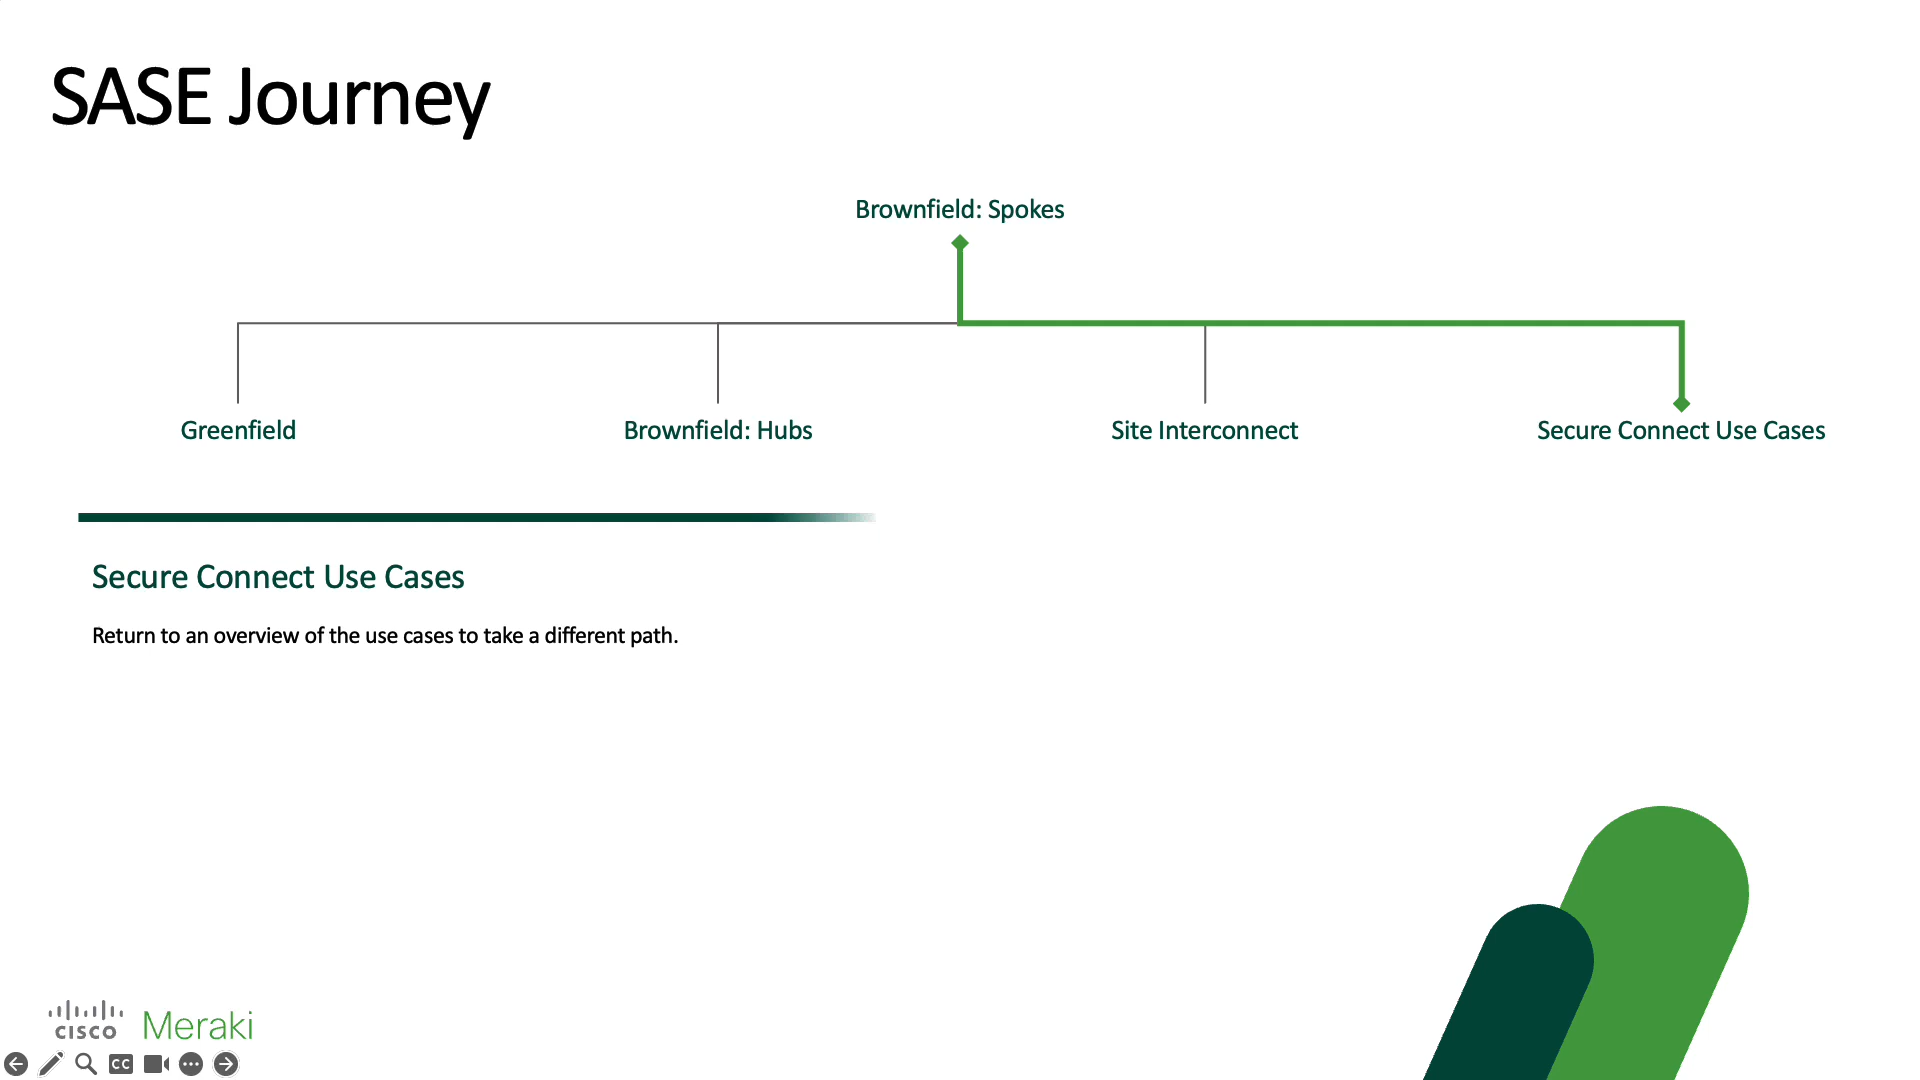 SASE Journey
Brownfield: Spokes
Greenfield
Brownfield: Hubs
Site Interconnect
Secure Connect Use Cases
Secure Connect Use Cases
Return to an overview of the use cases to take a different path.
CISCO Meraki
CC